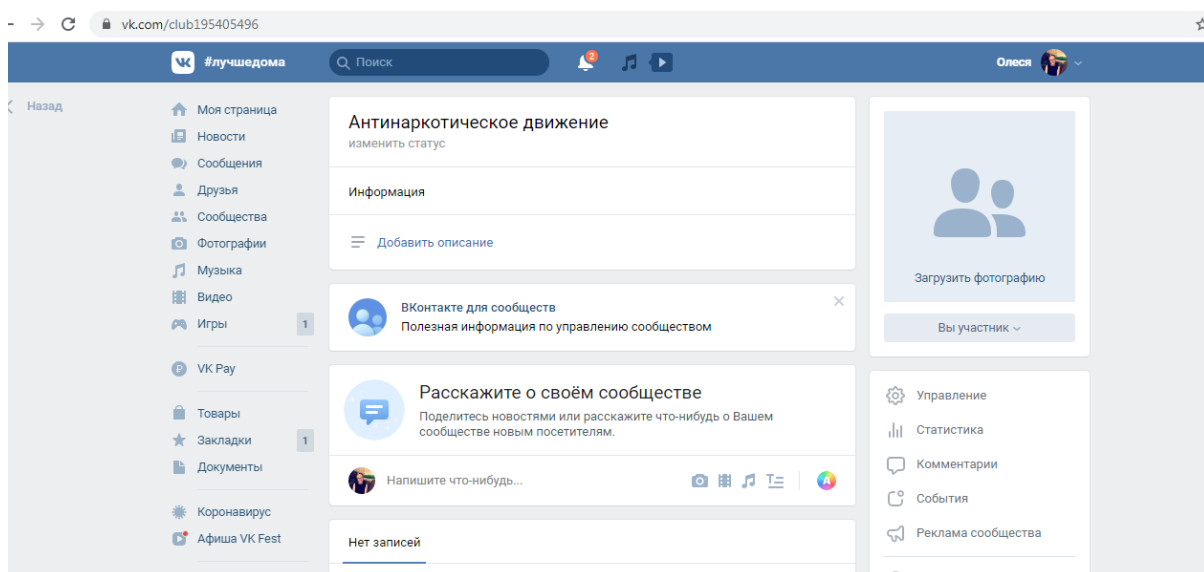 vk.com/club195405496
#лучшедома
Поиск
2
Олеся
Назад
Моя страница
Новости
Сообщения
Друзья
Сообщества
Фотографии
Музыка
Видео
Игры 1
VK Pay
Товары
Закладки 1
Документы
Коронавирус
Афиша VK Fest
Антинаркотическое движение
изменить статус
Информация
Добавить описание
ВКонтакте для сообществ
Полезная информация по управлению сообществом
Расскажите о своём сообществе
Поделитесь новостями или расскажите что-нибудь о Вашем
сообществе новым посетителям.
Напишите что-нибудь...
Нет записей
Загрузить фотографию
Вы участник
Управление
Статистика
Комментарии
События
Реклама сообщества